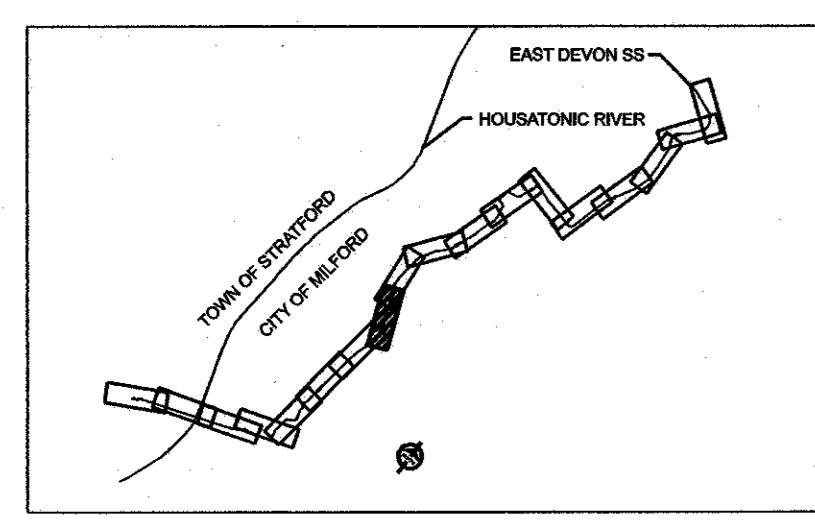 EAST DEVON SS
HOUSATONIC RIVER
TOWN OF STRATFORD
CITY OF MILFORD